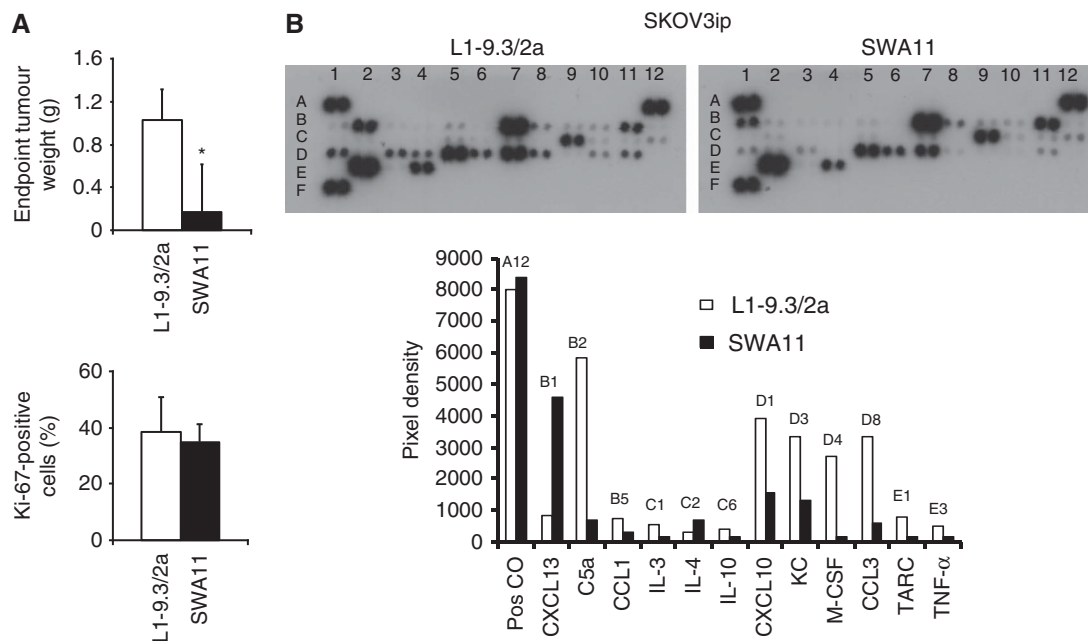 A
1.6
1.2
0.8
0.4
0
Endpoint tumour
weight (g)
*
L1-9.3/2a
SWA11
60
40
20
0
Ki-67-positive
cells (%)
L1-9.3/2a
SWA11
B
SKOV3ip
L1-9.3/2a
SWA11
1 2 3 4 5 6 7 8 9 10 11 12
A
B
C
D
E
F
1 2 3 4 5 6 7 8 9 10 11 12
A
B
C
D
E
F
9000
8000
7000
6000
5000
4000
3000
2000
1000
0
Pixel density
A12
B1
B2
B5
C1
C2
C6
D1
D3
D4
D8
E1
E3
L1-9.3/2a
SWA11
Pos CO
CXCL13
C5a
CCL1
IL-3
IL-4
IL-10
CXCL10
KC
M-CSF
CCL3
TARC
TNF-α